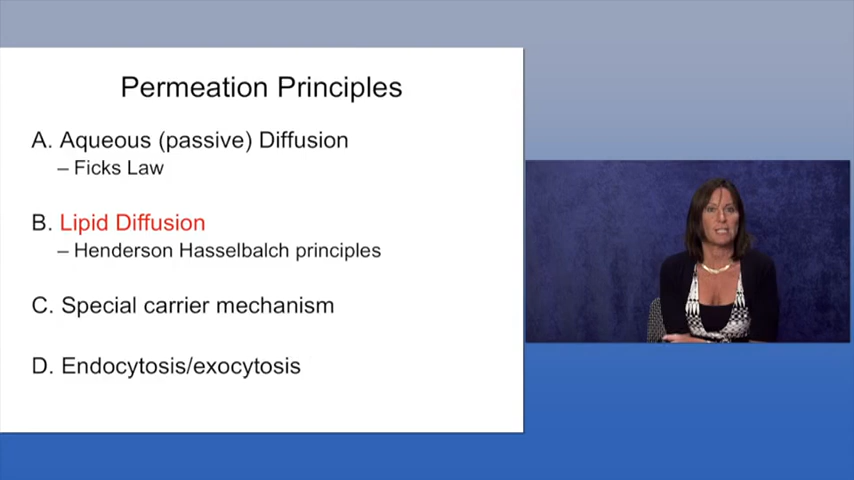 Permeation Principles
A. Aqueous (passive) Diffusion
– Ficks Law
B. Lipid Diffusion
– Henderson Hasselbalch principles
C. Special carrier mechanism
D. Endocytosis/exocytosis